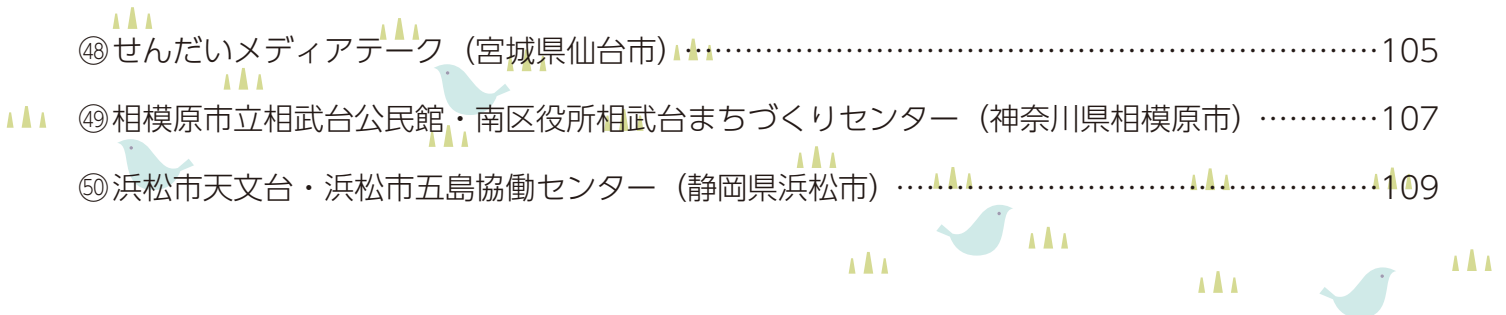 ㊽せんだいメディアテーク（宮城県仙台市）……………………………………………………………………105
㊾相模原市立相武台公民館・南区役所相武台まちづくりセンター（神奈川県相模原市）…………107
㊿浜松市天文台・浜松市五島協働センター（静岡県浜松市）………………………………………………109